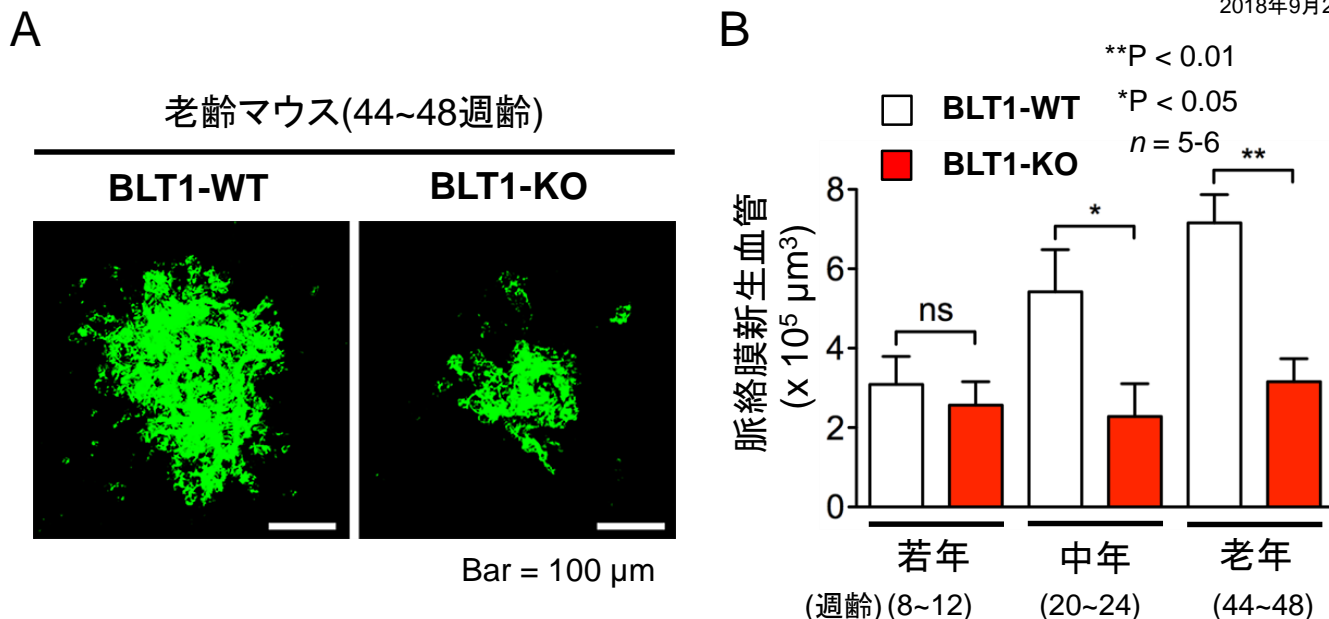 2018年9月2
A
老齢マウス(44~48週齢)
BLT1-WT
BLT1-KO
Bar = 100 μm
B
**P < 0.01
*P < 0.05
n = 5-6
BLT1-WT
BLT1-KO
脈絡膜新生血管
(x 10⁵ μm³)
8
6
4
2
0
ns
*
**
若年
中年
老年
(週齢) (8~12)
(20~24)
(44~48)